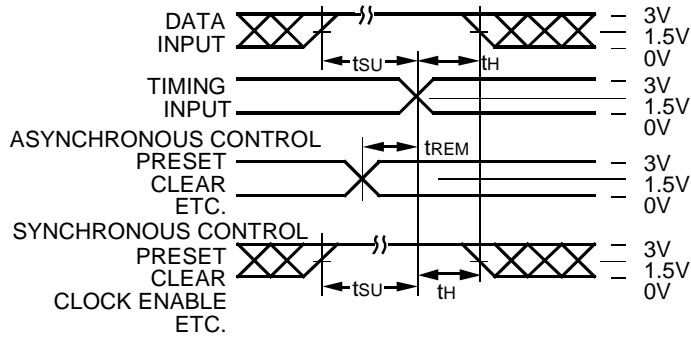 DATA
INPUT
tSU
tH
3V
1.5V
0V
TIMING
INPUT
3V
1.5V
0V
ASYNCHRONOUS CONTROL
PRESET
CLEAR
ETC.
tREM
3V
1.5V
0V
SYNCHRONOUS CONTROL
PRESET
CLEAR
CLOCK ENABLE
ETC.
tSU
tH
3V
1.5V
0V